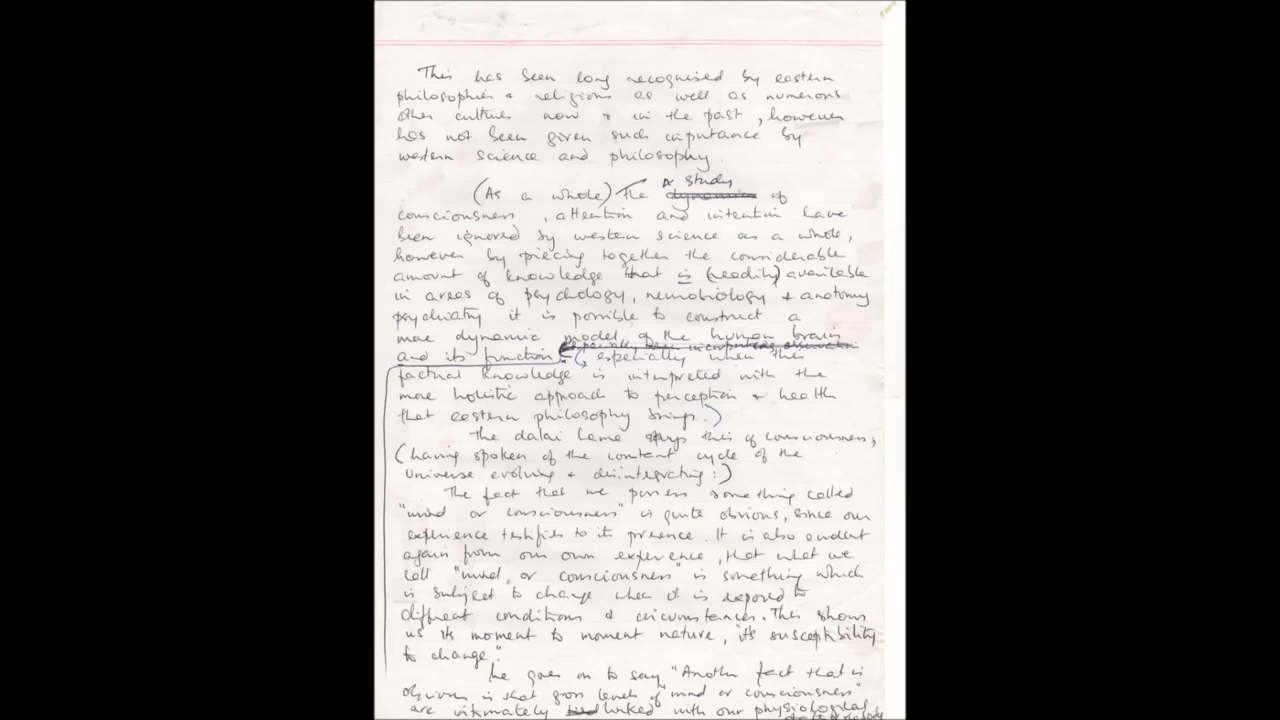 This has been long recognised by eastern
philosophies & religions as well as numerous
other cultures now & in the past, however
has not been given such importance by
western science and philosophy.
study
(As a whole) The dynamics of
consciousness, attention and intention have
been ignored by western science as a whole,
however by piecing together the considerable
amount of knowledge that is (readily) available
in areas of psychology, neurobiology & anatomy
psychiatry it is possible to construct a
more dynamic model of the human brain
and its function (especially when this
factual knowledge is interpreted with the
more holistic approach to perception & health
that eastern philosophy brings.)
The dalai Lama says this of consciousness,
(having spoken of the constant cycle of the
Universe evolving & disintegrating:)
The fact that we possess something called
"mind or consciousness" is quite obvious, since our
experience testifies to its presence. It is also evident
again from our own experience, that what we
call "mind or consciousness" is something which
is subject to change when it is exposed to
different conditions & circumstances. This shows
us its moment to moment nature, its susceptibility
to change."
he goes on to say "Another fact that is
obvious is that gross levels of "mind or consciousness"
are intimately linked with our physiological